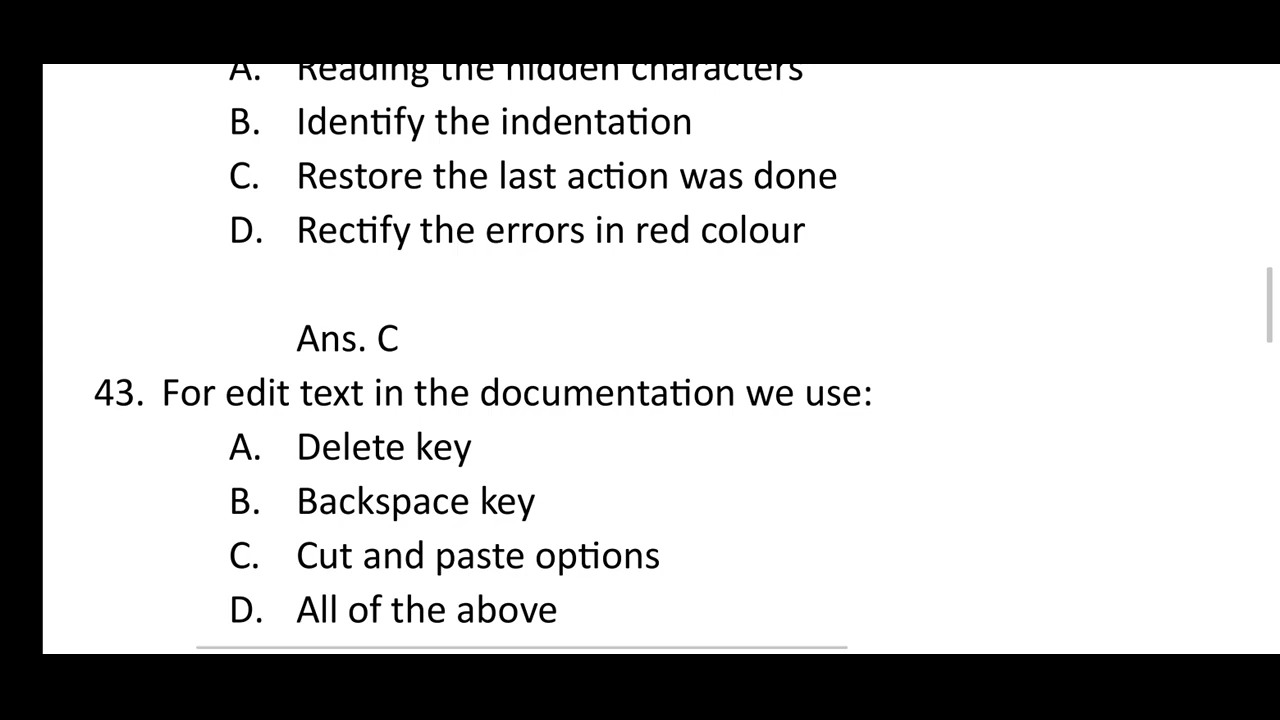 A. Reading the hidden characters
B. Identify the indentation
C. Restore the last action was done
D. Rectify the errors in red colour
Ans. C
43. For edit text in the documentation we use:
A. Delete key
B. Backspace key
C. Cut and paste options
D. All of the above